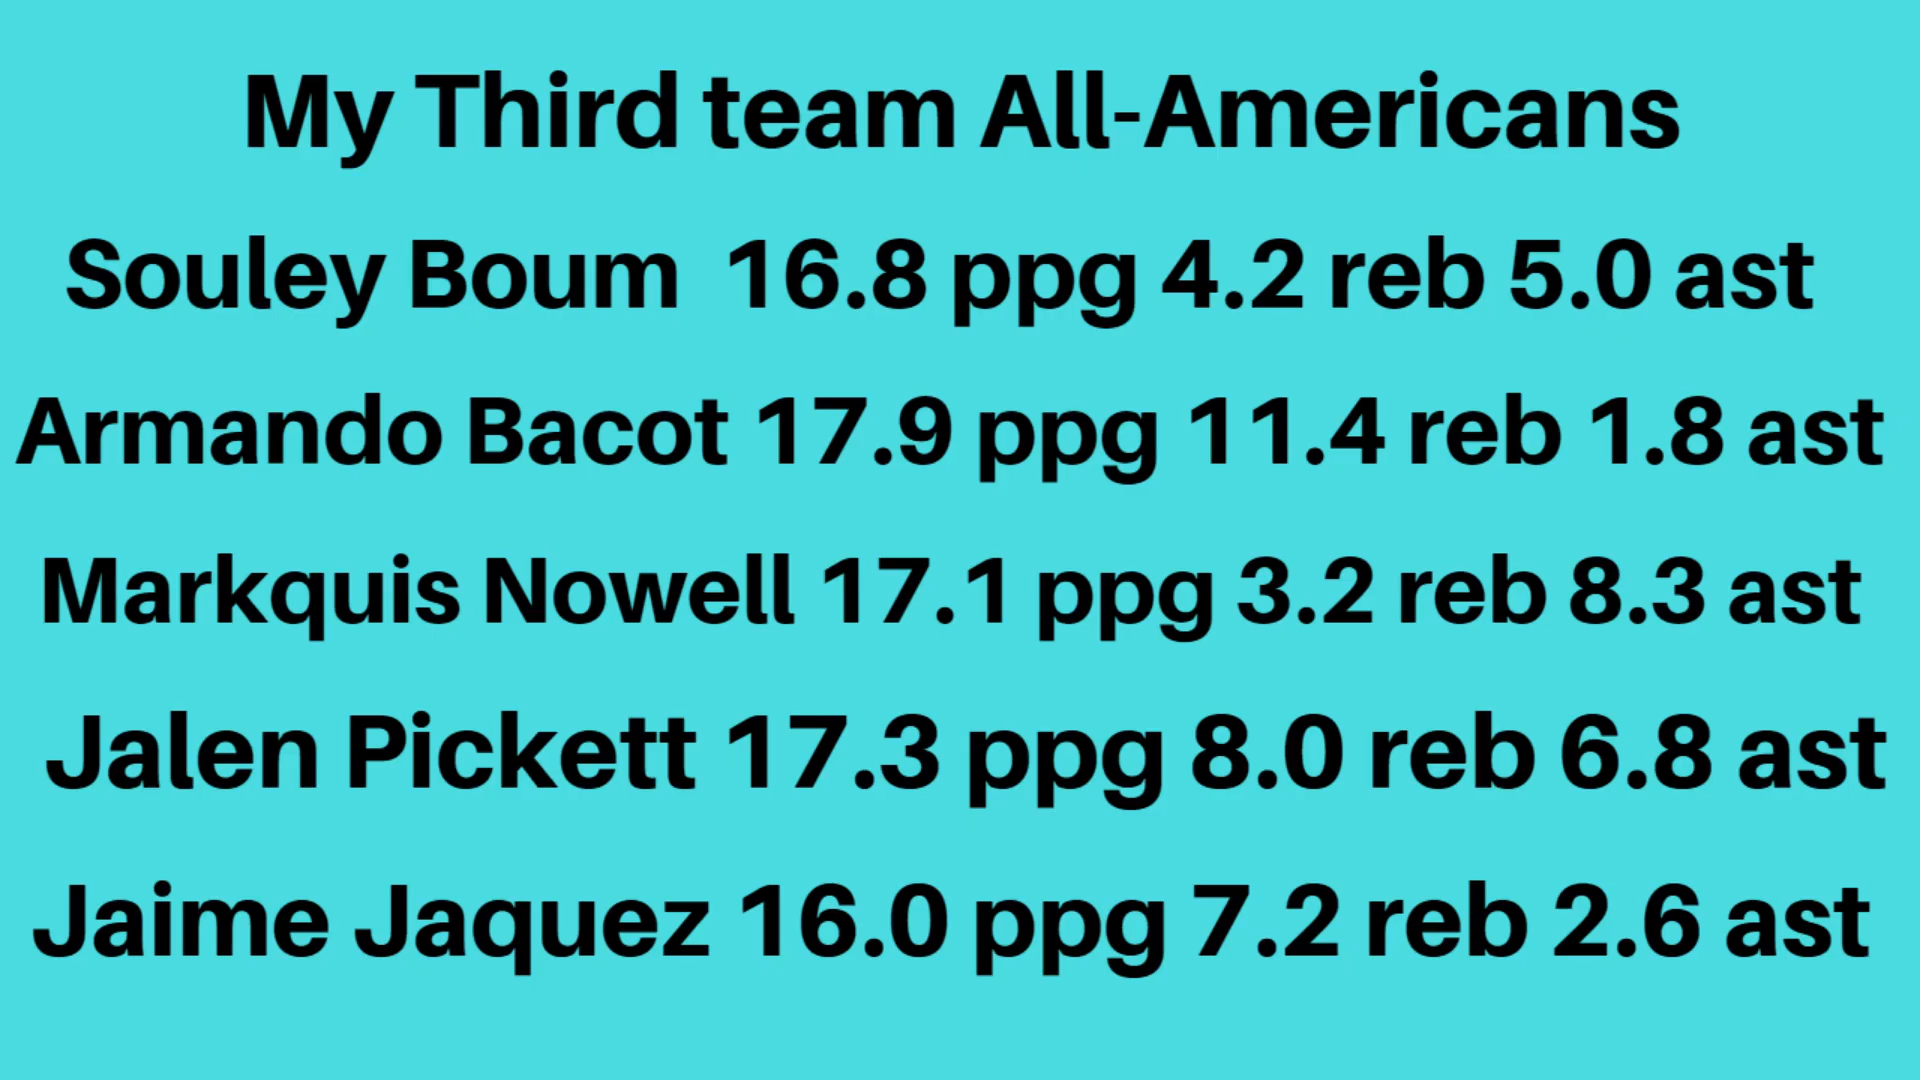 My Third team All-Americans
Souley Boum 16.8 ppg 4.2 reb 5.0 ast
Armando Bacot 17.9 ppg 11.4 reb 1.8 ast
Markquis Nowell 17.1 ppg 3.2 reb 8.3 ast
Jalen Pickett 17.3 ppg 8.0 reb 6.8 ast
Jaime Jaquez 16.0 ppg 7.2 reb 2.6 ast